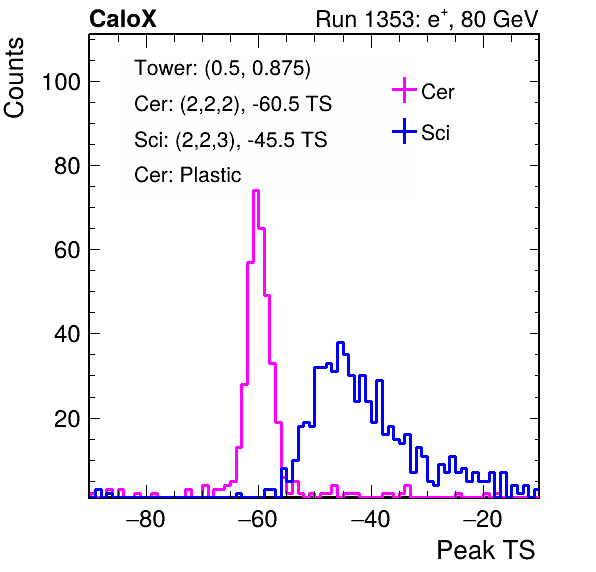 CaloX Run 1353: e⁺, 80 GeV
Counts
Tower: (0.5, 0.875)
Cer: (2,2,2), -60.5 TS
Sci: (2,2,3), -45.5 TS
Cer: Plastic
Cer
Sci
100
80
60
40
20
−80 −60 −40 −20
Peak TS